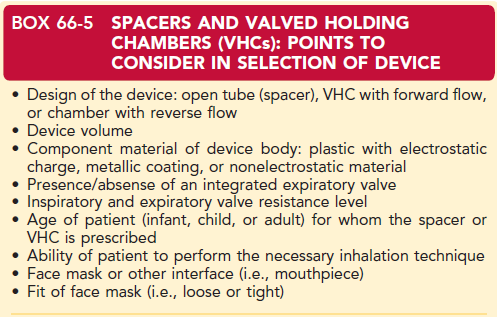 BOX 66-5 SPACERS AND VALVED HOLDING
CHAMBERS (VHCs): POINTS TO
CONSIDER IN SELECTION OF DEVICE
• Design of the device: open tube (spacer), VHC with forward flow,
or chamber with reverse flow
• Device volume
• Component material of device body: plastic with electrostatic
charge, metallic coating, or nonelectrostatic material
• Presence/absence of an integrated expiratory valve
• Inspiratory and expiratory valve resistance level
• Age of patient (infant, child, or adult) for whom the spacer or
VHC is prescribed
• Ability of patient to perform the necessary inhalation technique
• Face mask or other interface (i.e., mouthpiece)
• Fit of face mask (i.e., loose or tight)